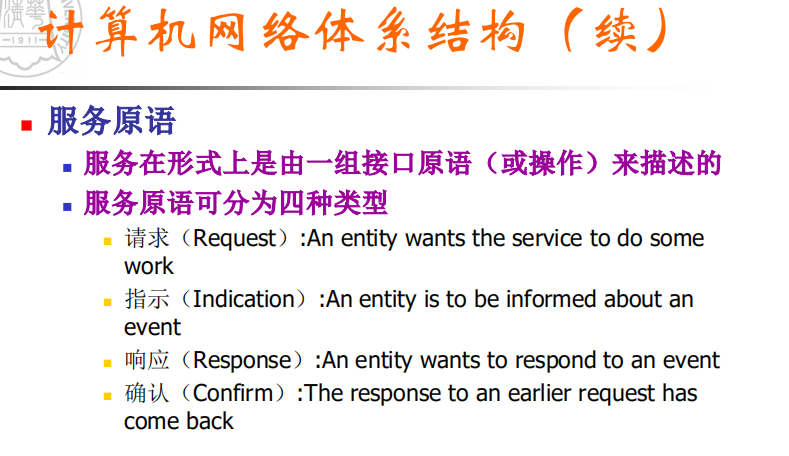 计算机网络体系结构（续）
服务原语
服务在形式上是由一组接口原语（或操作）来描述的
服务原语可分为四种类型
请求（Request）:An entity wants the service to do some
work
指示（Indication）:An entity is to be informed about an
event
响应（Response）:An entity wants to respond to an event
确认（Confirm）:The response to an earlier request has
come back
-1911-